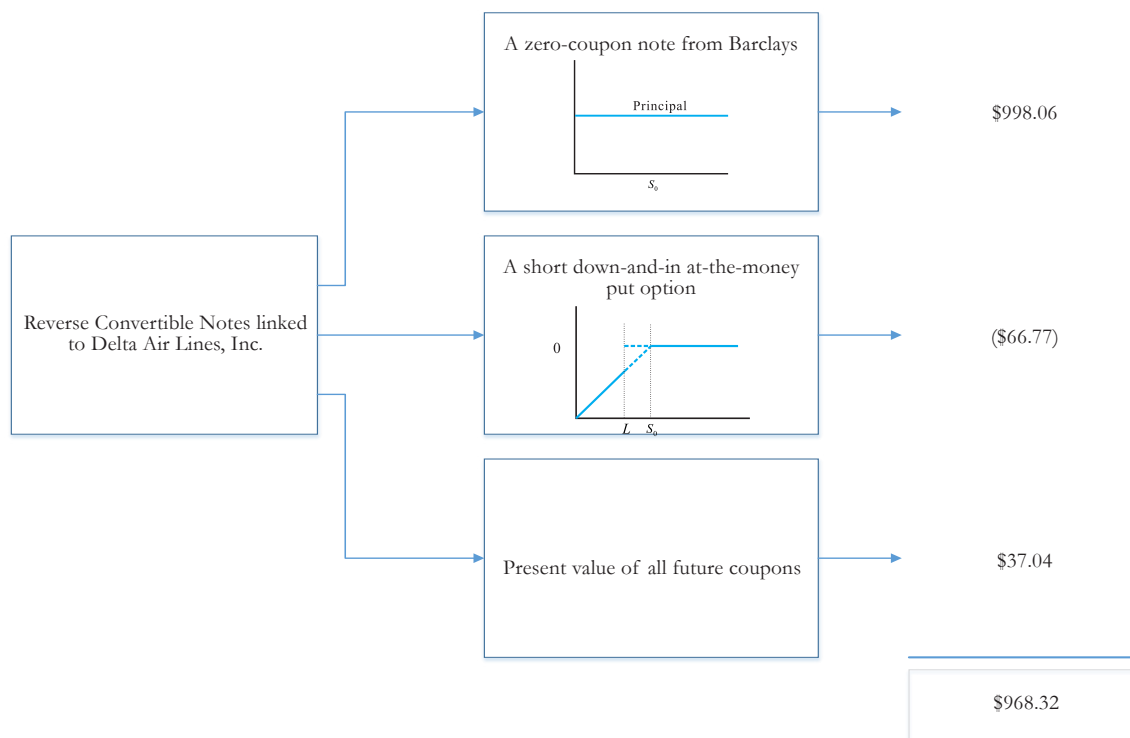 A zero-coupon note from Barclays
Principal
S₀
$998.06
Reverse Convertible Notes linked
to Delta Air Lines, Inc.
A short down-and-in at-the-money
put option
0
L S₀
($66.77)
Present value of all future coupons
$37.04
$968.32